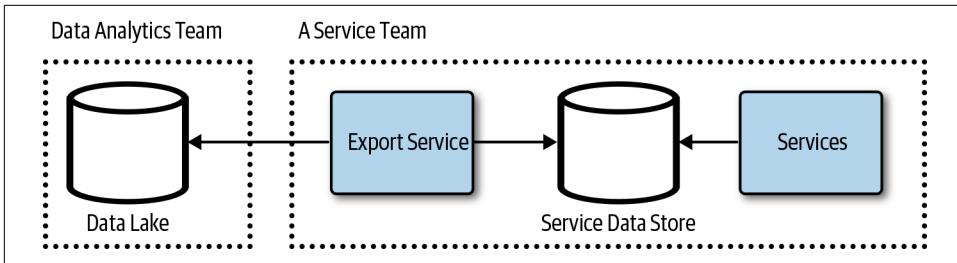 Data Analytics Team
A Service Team
Export Service
Services
Data Lake
Service Data Store